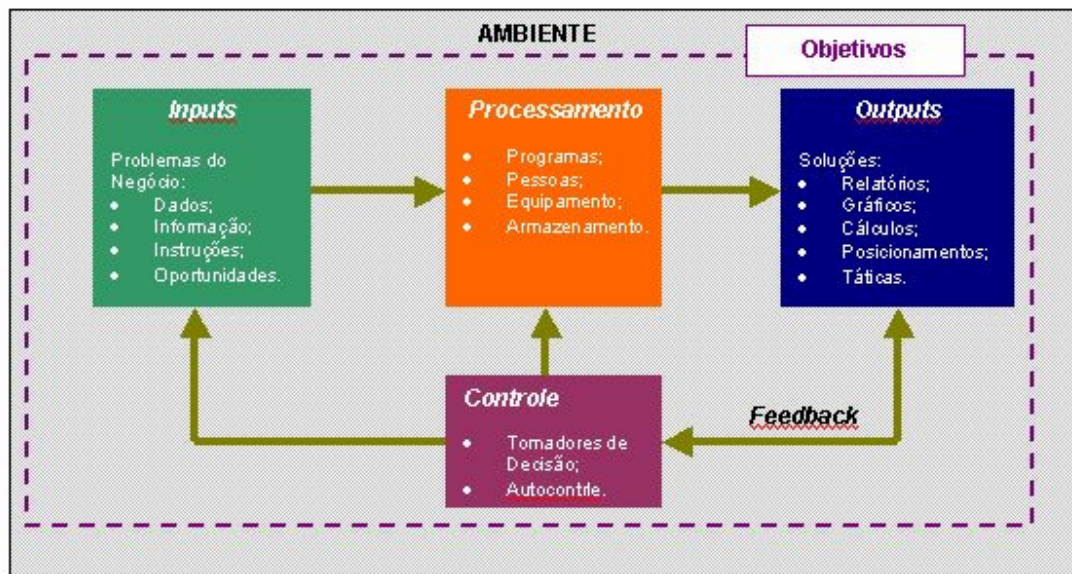 AMBIENTE
Objetivos
Inputs
Problemas do
Negócio:
• Dados;
• Informação;
• Instruções;
• Oportunidades.
Processamento
• Programas;
• Pessoas;
• Equipamento;
• Armazenamento.
Outputs
Soluções:
• Relatórios;
• Gráficos;
• Cálculos;
• Posicionamentos;
• Táticas.
Controle
• Tomadores de
Decisão;
• Autocontrle.
Feedback